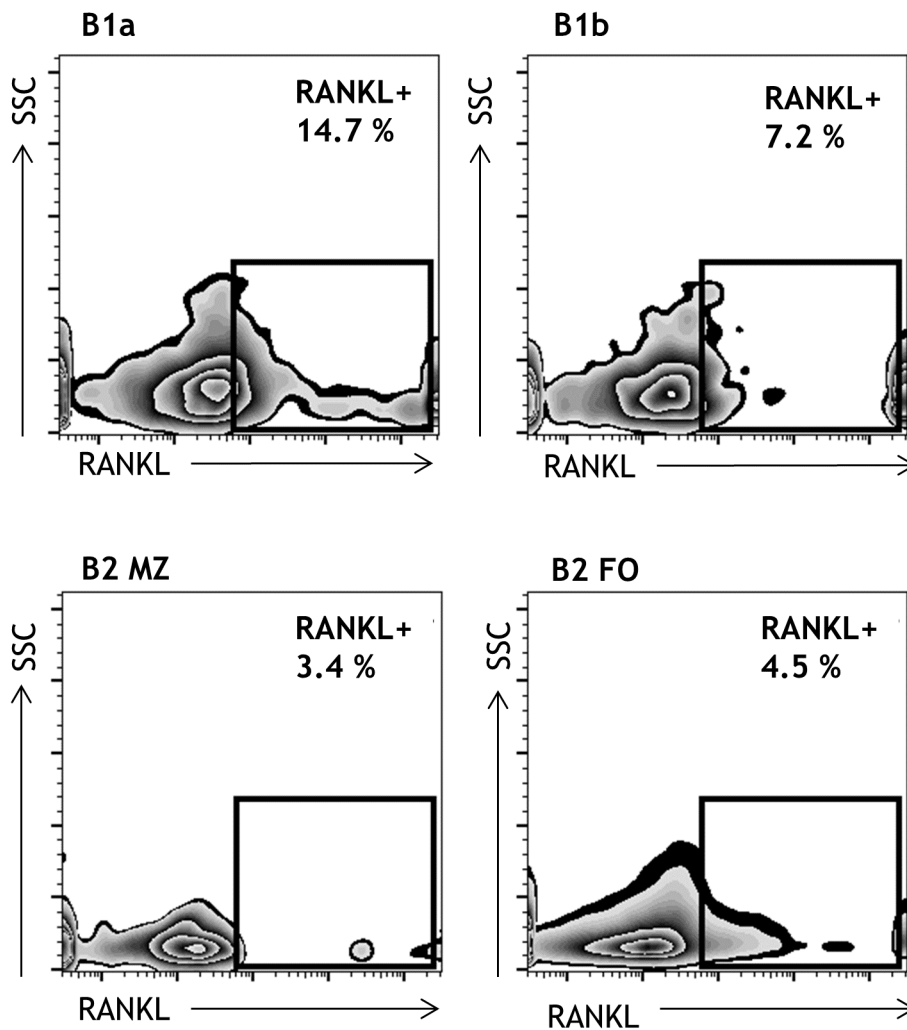 B1a
SSC
RANKL+
14.7 %
RANKL
B1b
SSC
RANKL+
7.2 %
RANKL
B2 MZ
SSC
RANKL+
3.4 %
RANKL
B2 FO
SSC
RANKL+
4.5 %
RANKL